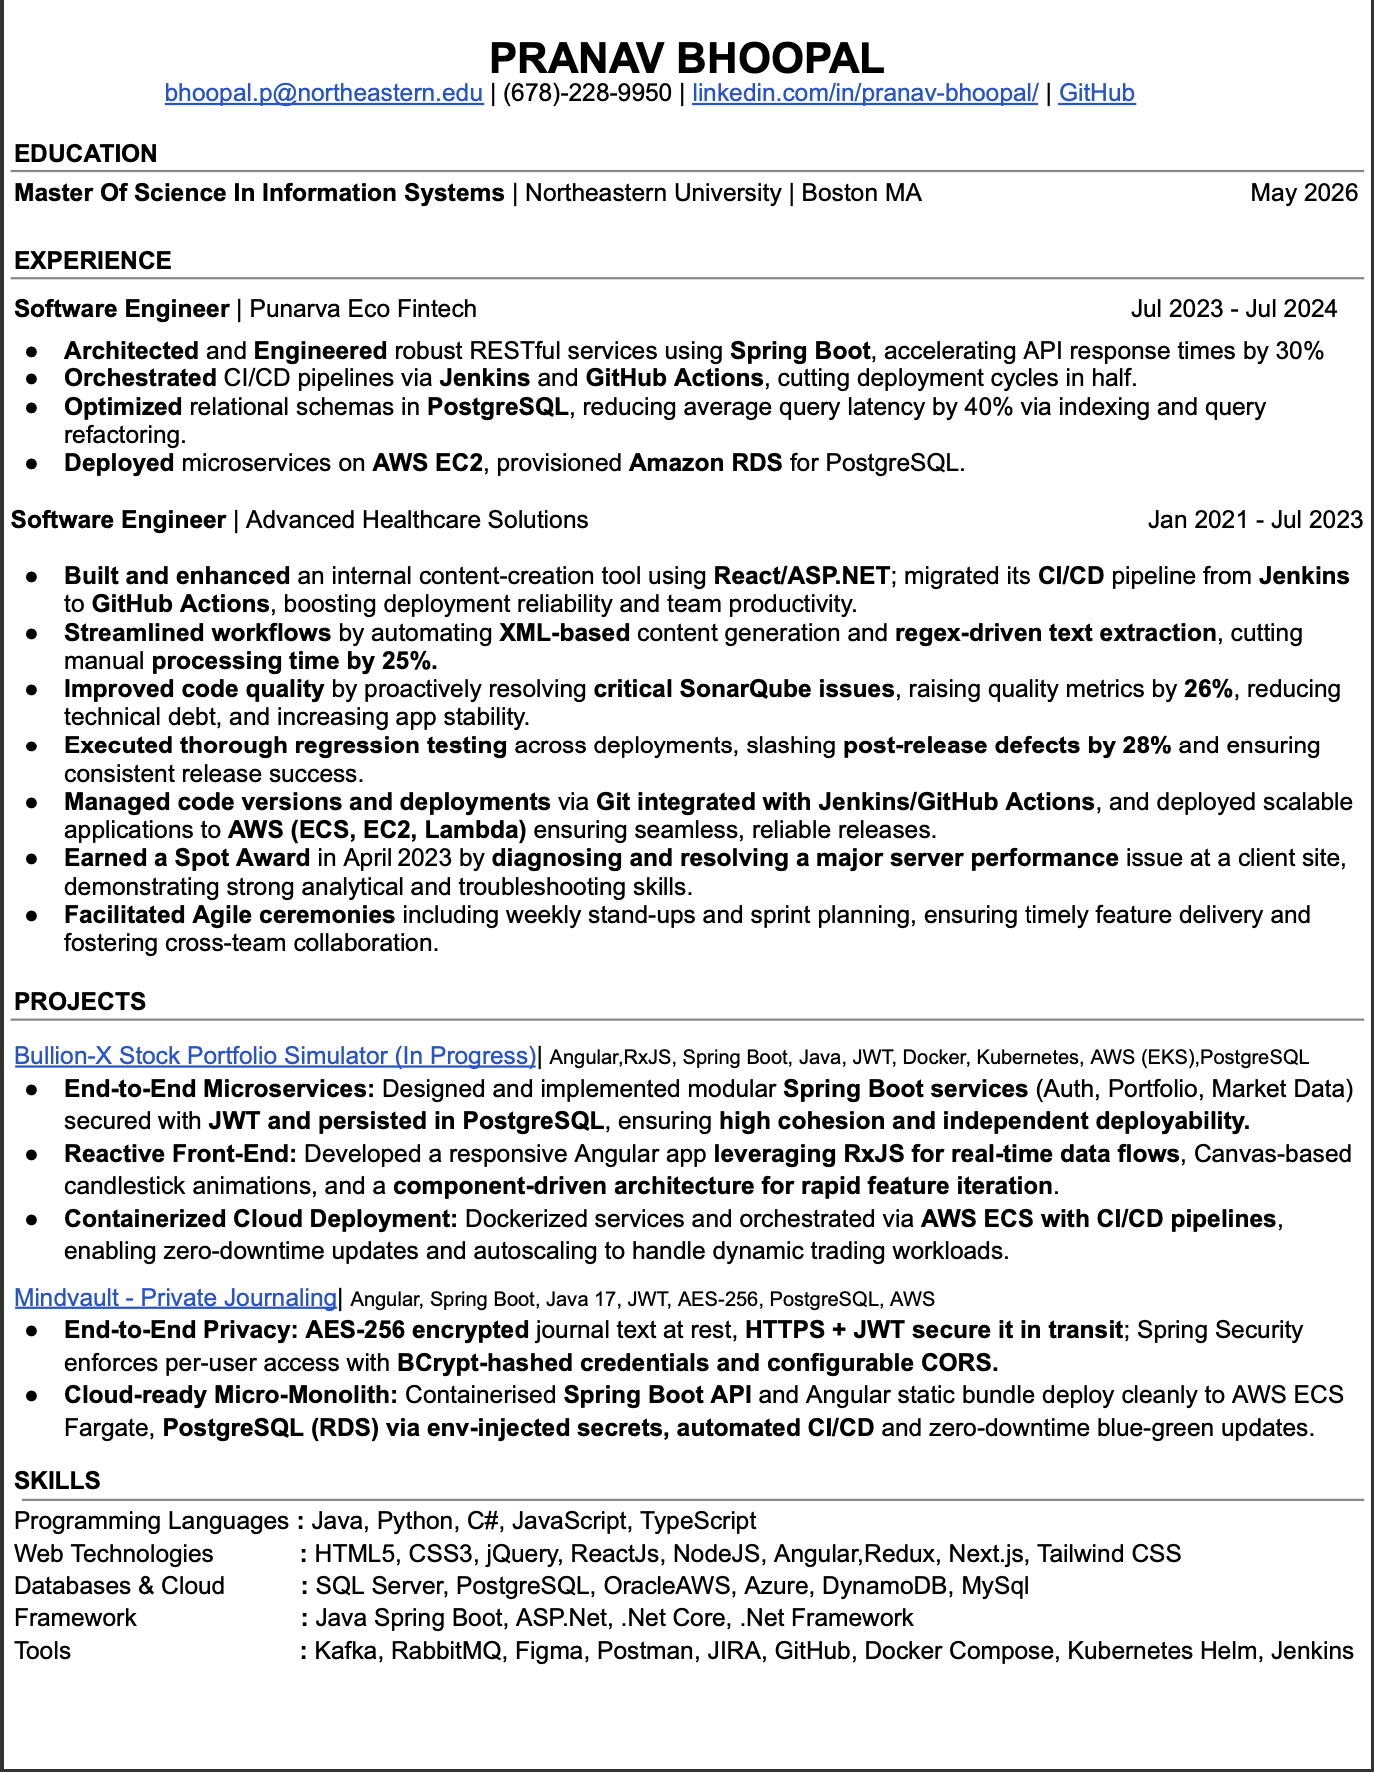 PRANAV BHOOPAL
bhoopal.p@northeastern.edu | (678)-228-9950 | linkedin.com/in/pranav-bhoopal/ | GitHub
EDUCATION
Master Of Science In Information Systems | Northeastern University | Boston MA May 2026
EXPERIENCE
Software Engineer | Punarva Eco Fintech Jul 2023 - Jul 2024
● Architected and Engineered robust RESTful services using Spring Boot, accelerating API response times by 30%
● Orchestrated CI/CD pipelines via Jenkins and GitHub Actions, cutting deployment cycles in half.
● Optimized relational schemas in PostgreSQL, reducing average query latency by 40% via indexing and query
refactoring.
● Deployed microservices on AWS EC2, provisioned Amazon RDS for PostgreSQL.
Software Engineer | Advanced Healthcare Solutions Jan 2021 - Jul 2023
● Built and enhanced an internal content-creation tool using React/ASP.NET; migrated its CI/CD pipeline from Jenkins
to GitHub Actions, boosting deployment reliability and team productivity.
● Streamlined workflows by automating XML-based content generation and regex-driven text extraction, cutting
manual processing time by 25%.
● Improved code quality by proactively resolving critical SonarQube issues, raising quality metrics by 26%, reducing
technical debt, and increasing app stability.
● Executed thorough regression testing across deployments, slashing post-release defects by 28% and ensuring
consistent release success.
● Managed code versions and deployments via Git integrated with Jenkins/GitHub Actions, and deployed scalable
applications to AWS (ECS, EC2, Lambda) ensuring seamless, reliable releases.
● Earned a Spot Award in April 2023 by diagnosing and resolving a major server performance issue at a client site,
demonstrating strong analytical and troubleshooting skills.
● Facilitated Agile ceremonies including weekly stand-ups and sprint planning, ensuring timely feature delivery and
fostering cross-team collaboration.
PROJECTS
Bullion-X Stock Portfolio Simulator (In Progress)| Angular,RxJS, Spring Boot, Java, JWT, Docker, Kubernetes, AWS (EKS),PostgreSQL
● End-to-End Microservices: Designed and implemented modular Spring Boot services (Auth, Portfolio, Market Data)
secured with JWT and persisted in PostgreSQL, ensuring high cohesion and independent deployability.
● Reactive Front-End: Developed a responsive Angular app leveraging RxJS for real-time data flows, Canvas-based
candlestick animations, and a component-driven architecture for rapid feature iteration.
● Containerized Cloud Deployment: Dockerized services and orchestrated via AWS ECS with CI/CD pipelines,
enabling zero-downtime updates and autoscaling to handle dynamic trading workloads.
Mindvault - Private Journaling| Angular, Spring Boot, Java 17, JWT, AES-256, PostgreSQL, AWS
● End-to-End Privacy: AES-256 encrypted journal text at rest, HTTPS + JWT secure it in transit; Spring Security
enforces per-user access with BCrypt-hashed credentials and configurable CORS.
● Cloud-ready Micro-Monolith: Containerised Spring Boot API and Angular static bundle deploy cleanly to AWS ECS
Fargate, PostgreSQL (RDS) via env-injected secrets, automated CI/CD and zero-downtime blue-green updates.
SKILLS
Programming Languages : Java, Python, C#, JavaScript, TypeScript
Web Technologies : HTML5, CSS3, jQuery, ReactJs, NodeJS, Angular,Redux, Next.js, Tailwind CSS
Databases & Cloud : SQL Server, PostgreSQL, OracleAWS, Azure, DynamoDB, MySql
Framework : Java Spring Boot, ASP.Net, .Net Core, .Net Framework
Tools : Kafka, RabbitMQ, Figma, Postman, JIRA, GitHub, Docker Compose, Kubernetes Helm, Jenkins